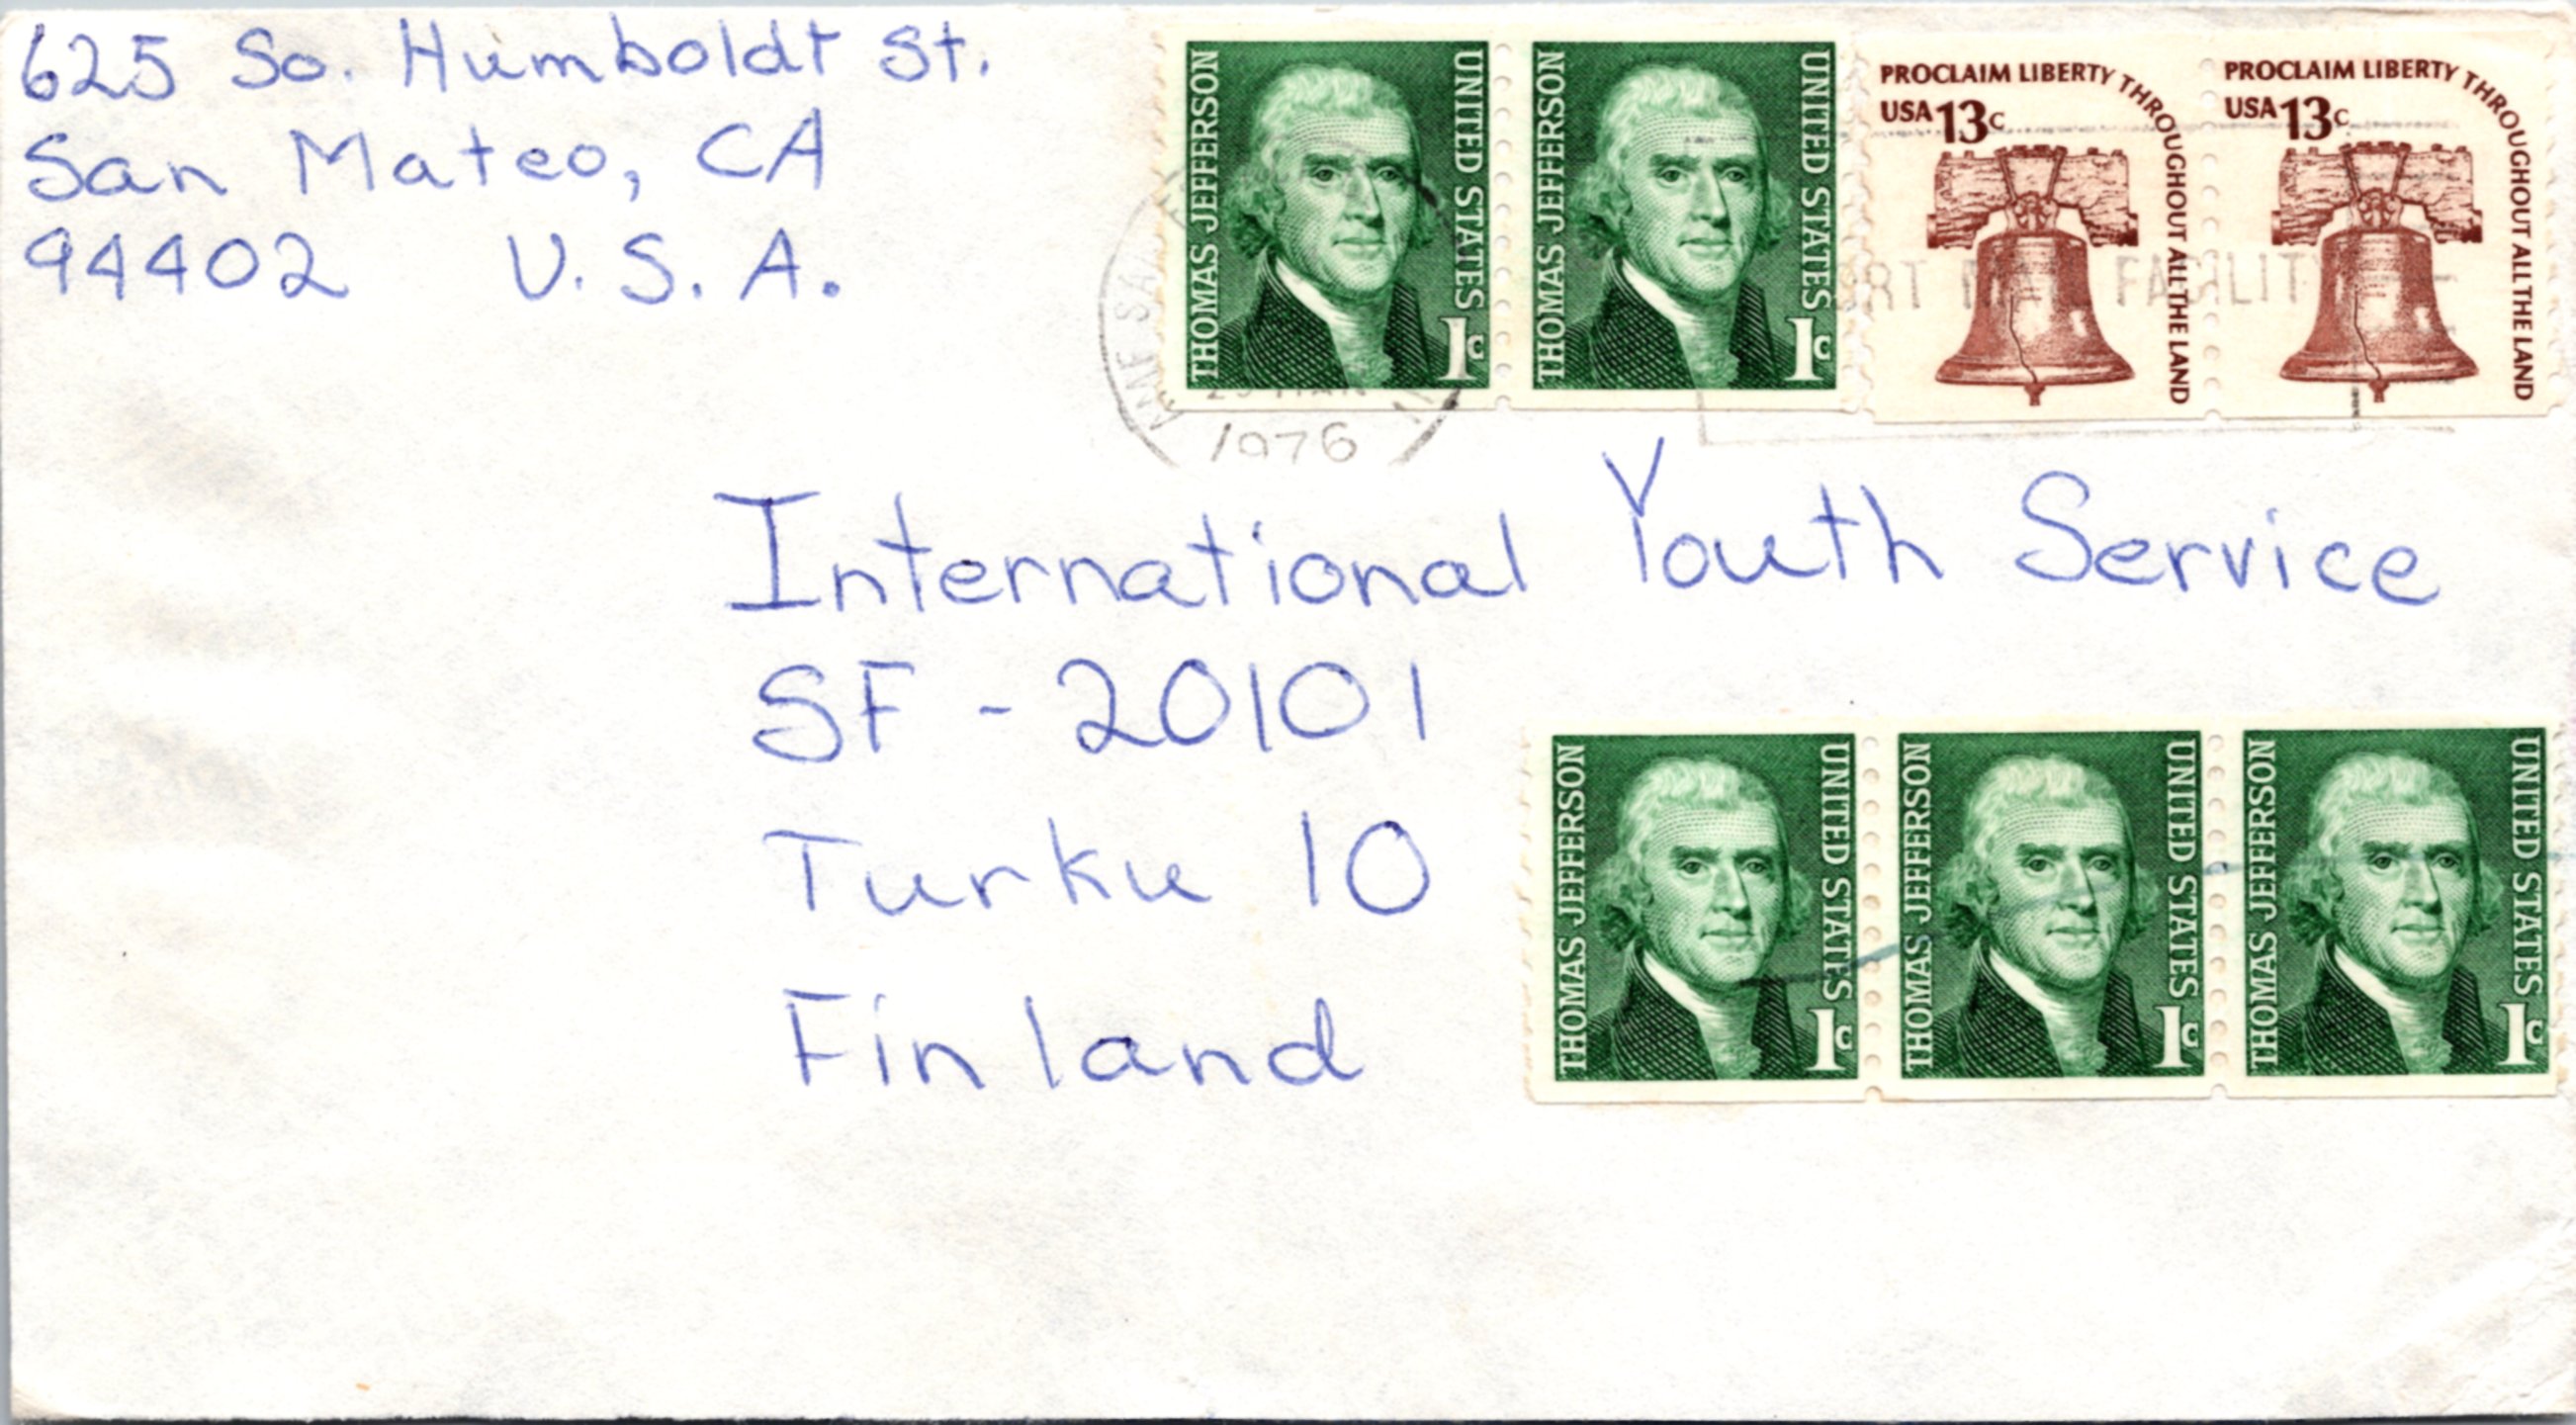 625 So. Humboldt St.
San Mateo, CA
94402 U.S.A.
THOMAS JEFFERSON
UNITED STATES
1c
THOMAS JEFFERSON
UNITED STATES
1c
PROCLAIM LIBERTY THROUGHOUT ALL THE LAND
USA 13c
PROCLAIM LIBERTY THROUGHOUT ALL THE LAND
USA 13c
1976
International Youth Service
SF - 20101
Turku 10
Finland
THOMAS JEFFERSON
UNITED STATES
1c
THOMAS JEFFERSON
UNITED STATES
1c
THOMAS JEFFERSON
UNITED STATES
1c